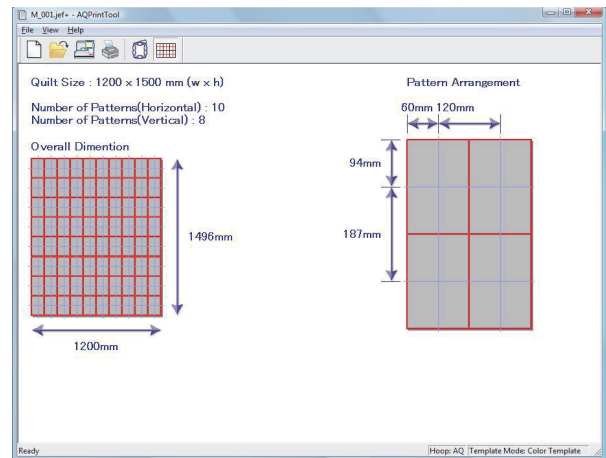 M_001.jef+ - AQPrintTool
File View Help
Quilt Size : 1200 x 1500 mm (w x h)
Number of Patterns(Horizontal) : 10
Number of Patterns(Vertical) : 8
Overall Dimention
1496mm
1200mm
Pattern Arrangement
60mm 120mm
94mm
187mm
Ready
Hoop: AQ Template Mode: Color Template